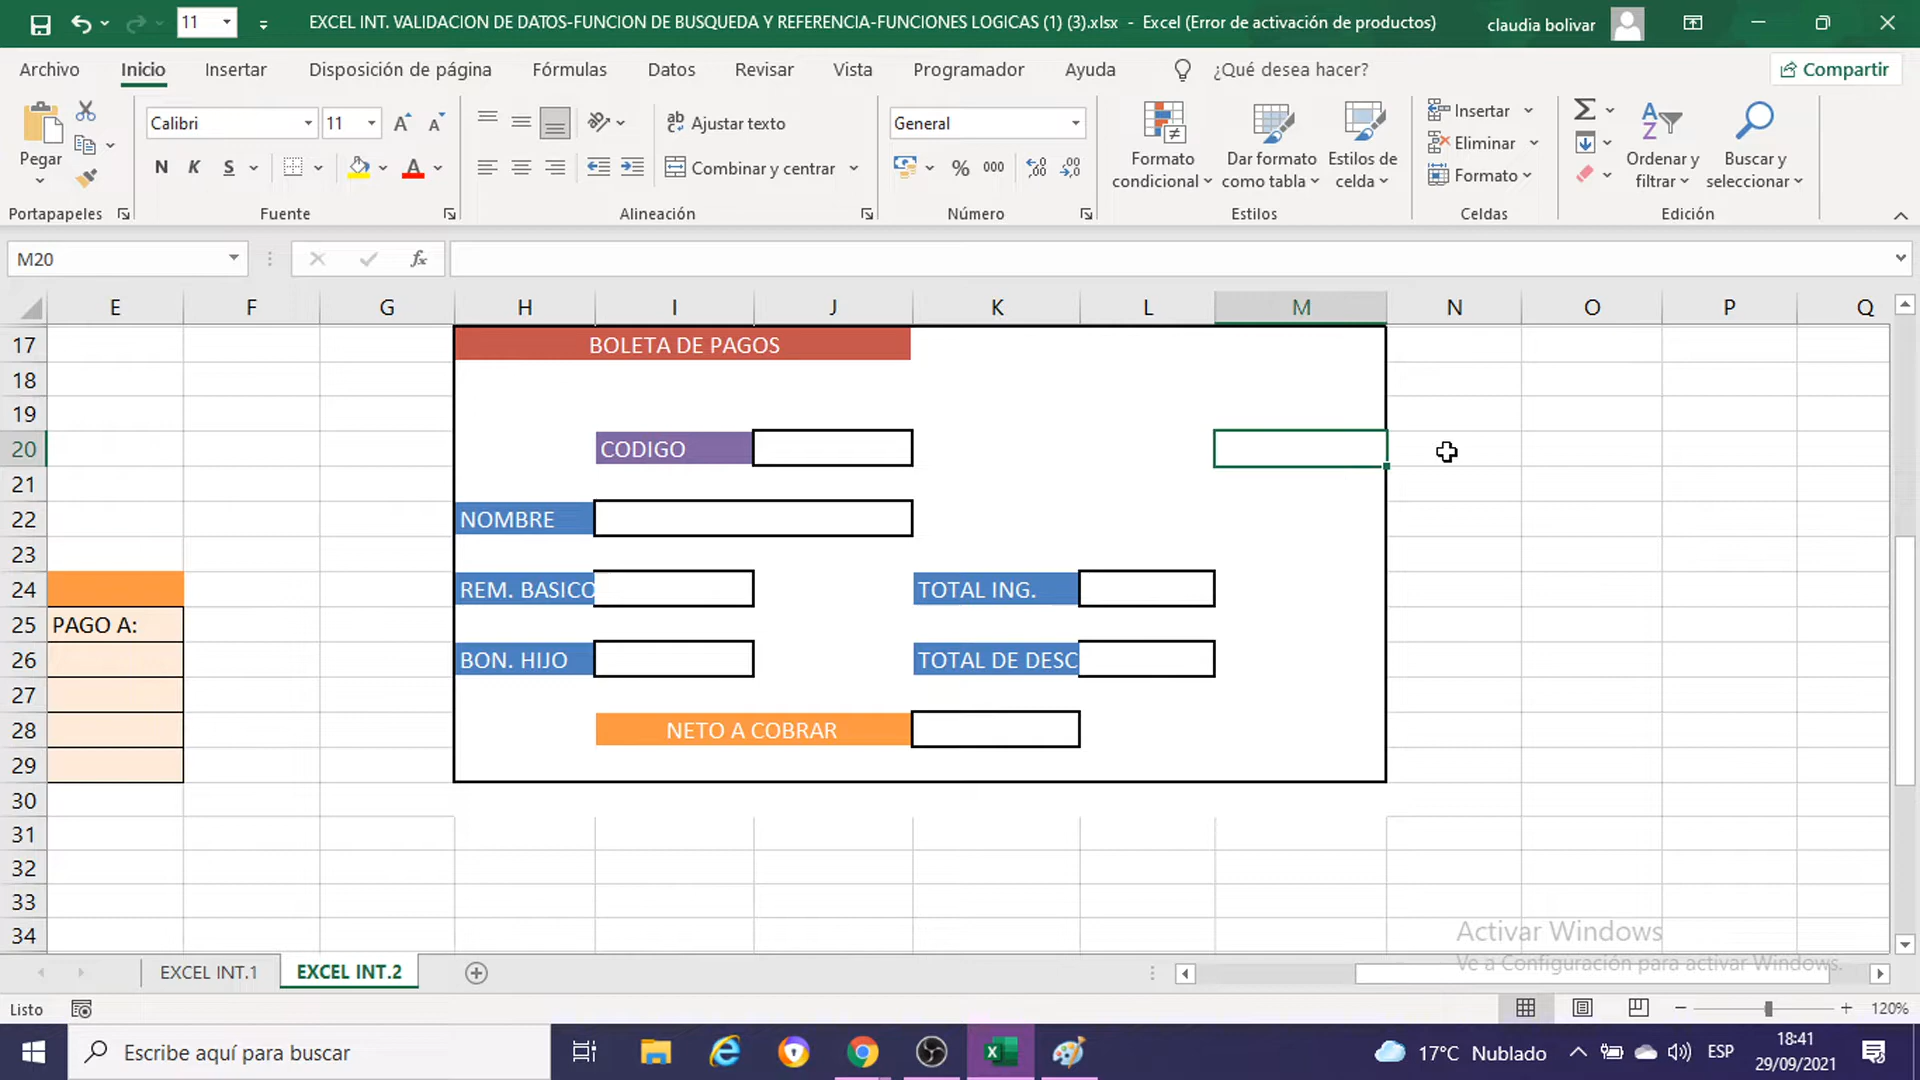 11
EXCEL INT. VALIDACION DE DATOS-FUNCION DE BUSQUEDA Y REFERENCIA-FUNCIONES LOGICAS (1) (3).xlsx - Excel (Error de activación de productos)
claudia bolivar
Archivo Inicio Insertar Disposición de página Fórmulas Datos Revisar Vista Programador Ayuda ¿Qué desea hacer? Compartir
Pegar
Calibri 11
N K S
Ajustar texto
Combinar y centrar
General
% 000
Formato condicional
Dar formato como tabla
Estilos de celda
Insertar
Eliminar
Formato
Ordenar y filtrar
Buscar y seleccionar
Portapapeles Fuente Alineación Número Estilos Celdas Edición
M20 fx
E F G H I J K L M N O P Q
17 BOLETA DE PAGOS
18
19
20 CODIGO
21
22 NOMBRE
23
24 REM. BASICO TOTAL ING.
25 PAGO A:
26 BON. HIJO TOTAL DE DESC
27
28 NETO A COBRAR
29
30
31
32
33
34
Activar Windows
Ve a Configuración para activar Windows.
EXCEL INT.1 EXCEL INT.2
Listo 120%
Escribe aquí para buscar
17°C Nublado ESP
18:41
29/09/2021